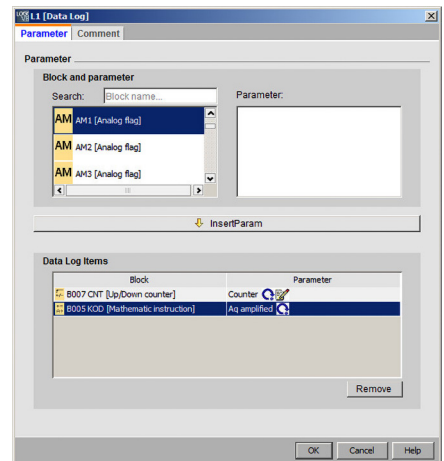 L1 [Data Log]
Parameter Comment
Parameter
Block and parameter
Search: Block name...
Parameter:
AM AM1 [Analog flag]
AM AM2 [Analog flag]
AM AM3 [Analog flag]
InsertParam
Data Log Items
Block Parameter
B007 CNT [Up/Down counter] Counter
B005 KOD [Mathematic instruction] Aq amplified
Remove
OK Cancel Help